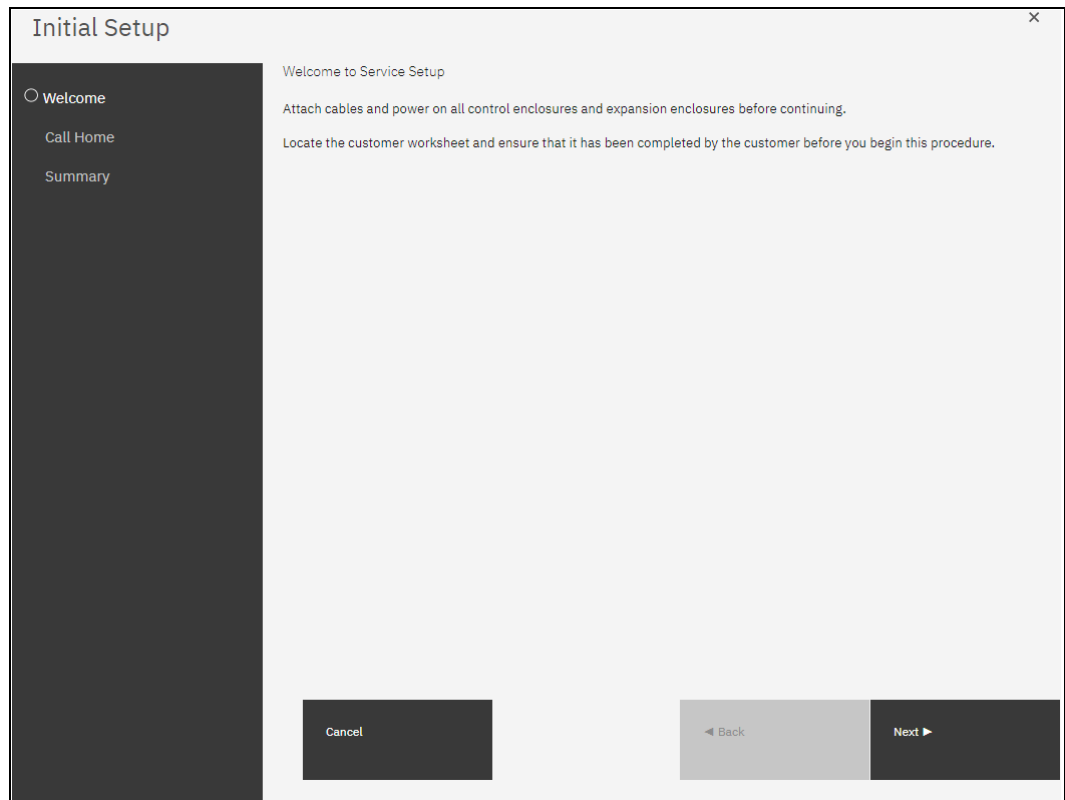 Initial Setup
×
Welcome
Call Home
Summary
Welcome to Service Setup
Attach cables and power on all control enclosures and expansion enclosures before continuing.
Locate the customer worksheet and ensure that it has been completed by the customer before you begin this procedure.
Cancel
◄ Back
Next ►